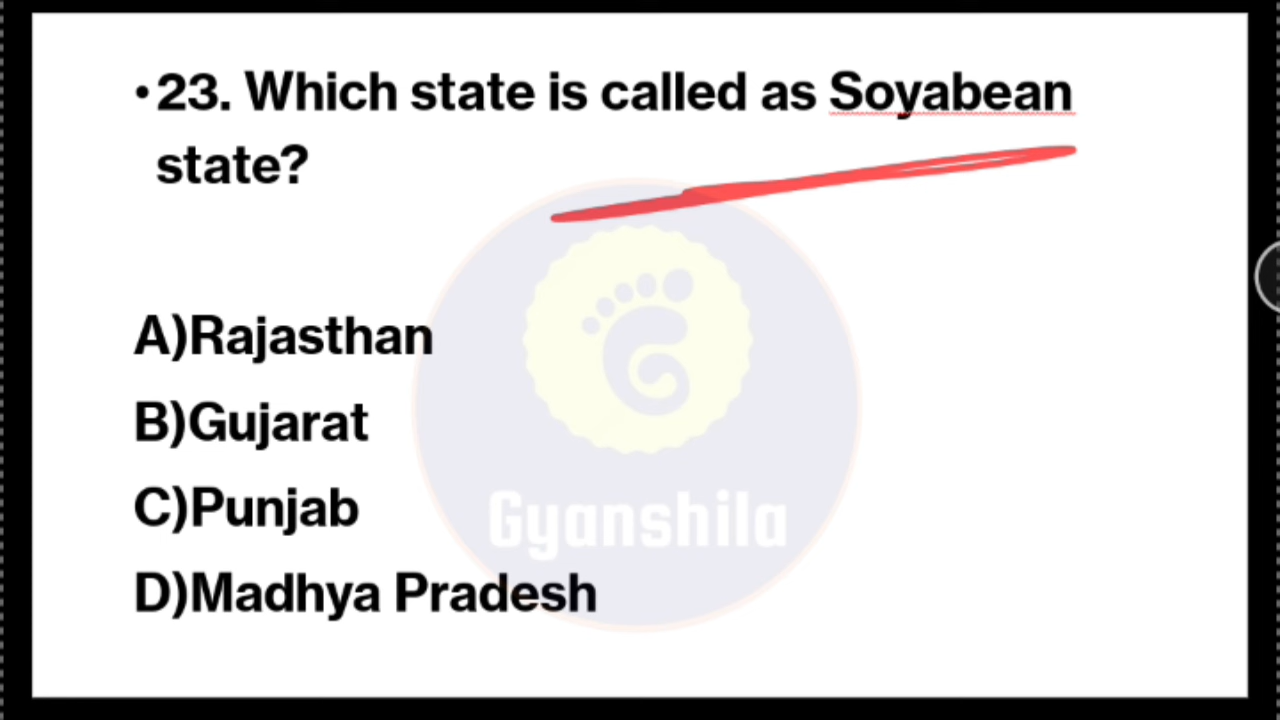 •23. Which state is called as Soyabean
state?
A)Rajasthan
B)Gujarat
C)Punjab
Gyanshila
D)Madhya Pradesh